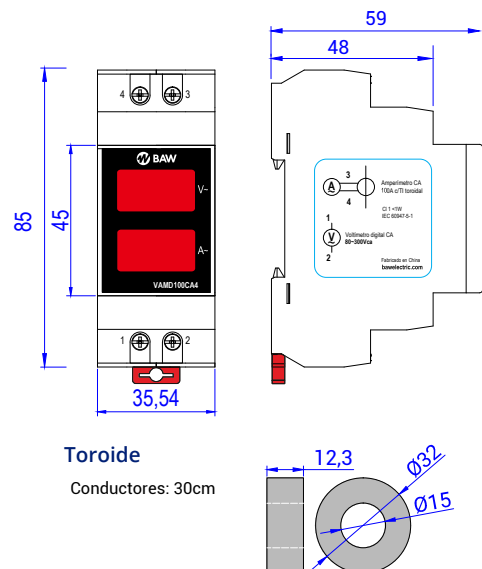 59
48
85
45
4
3
BAW
V~
A~
VAMD100CA4
1
2
35,54
3
A
4
Amperímetro CA
100A c/TI toroidal
Cl 1 <1W
IEC 60947-5-1
1
V
2
Voltímetro digital CA
80~300Vca
Fabricado en China
bawelectric.com
Toroide
Conductores: 30cm
12,3
Ø32
Ø15